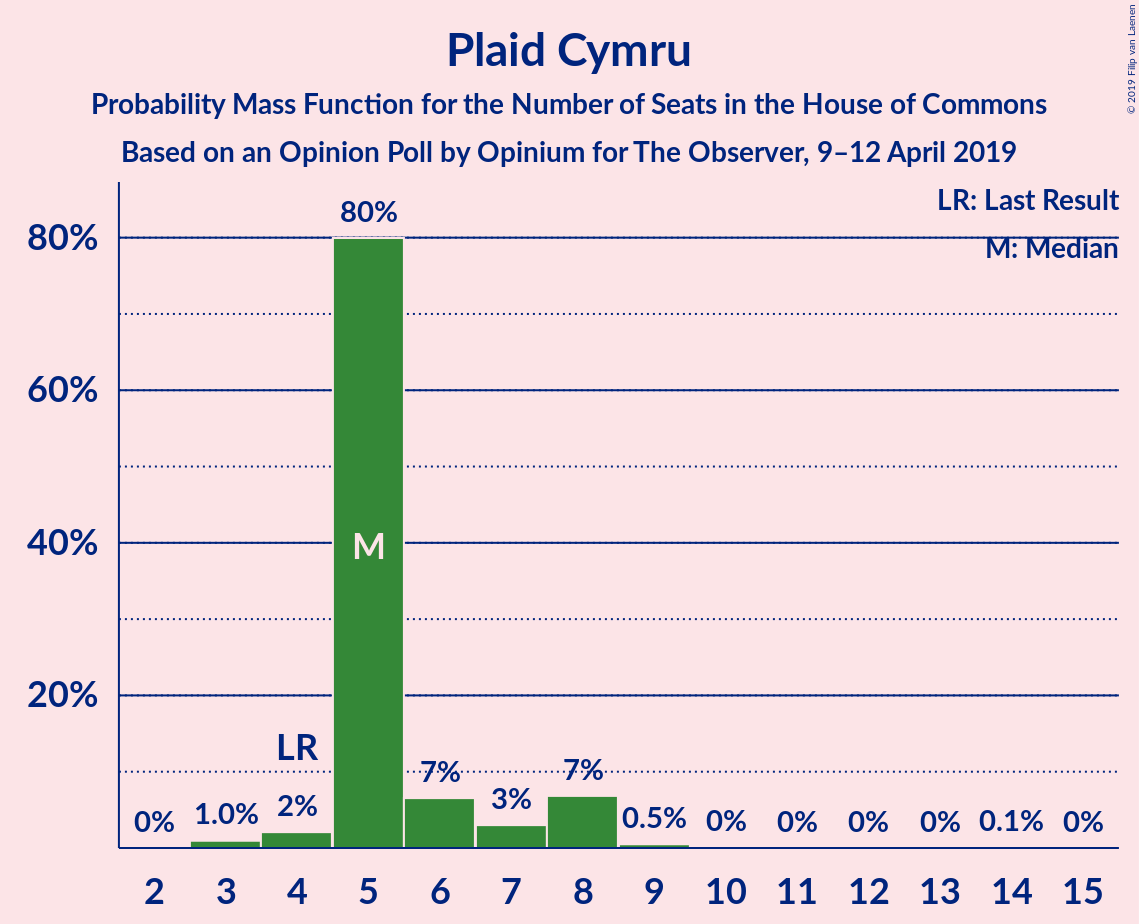 Plaid Cymru
Probability Mass Function for the Number of Seats in the House of Commons
Based on an Opinion Poll by Opinium for The Observer, 9–12 April 2019
© 2019 Filip van Laenen
LR: Last Result
M: Median
80%
60%
40%
20%
0%
1.0%
2%
LR
80%
M
7%
3%
7%
0.5%
0%
0%
0%
0%
0.1%
0%
2 3 4 5 6 7 8 9 10 11 12 13 14 15